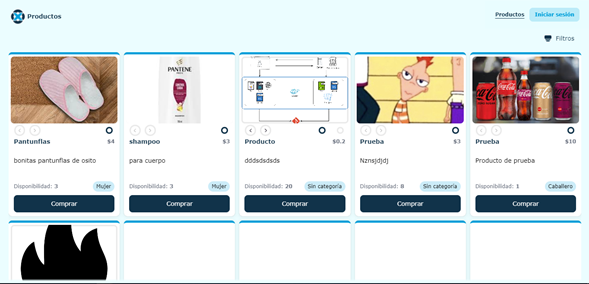 Productos
Productos
Iniciar sesión
Filtros
PANTENE
Pantunflas $4
bonitas pantunflas de osito
Disponibilidad: 3 Mujer
Comprar
shampoo $3
para cuerpo
Disponibilidad: 3 Mujer
Comprar
Producto $0.2
dddsdsdsds
Disponibilidad: 20 Sin categoría
Comprar
Prueba $3
Nznsjdjdj
Disponibilidad: 8 Sin categoría
Comprar
Prueba $10
Producto de prueba
Disponibilidad: 1 Caballero
Comprar